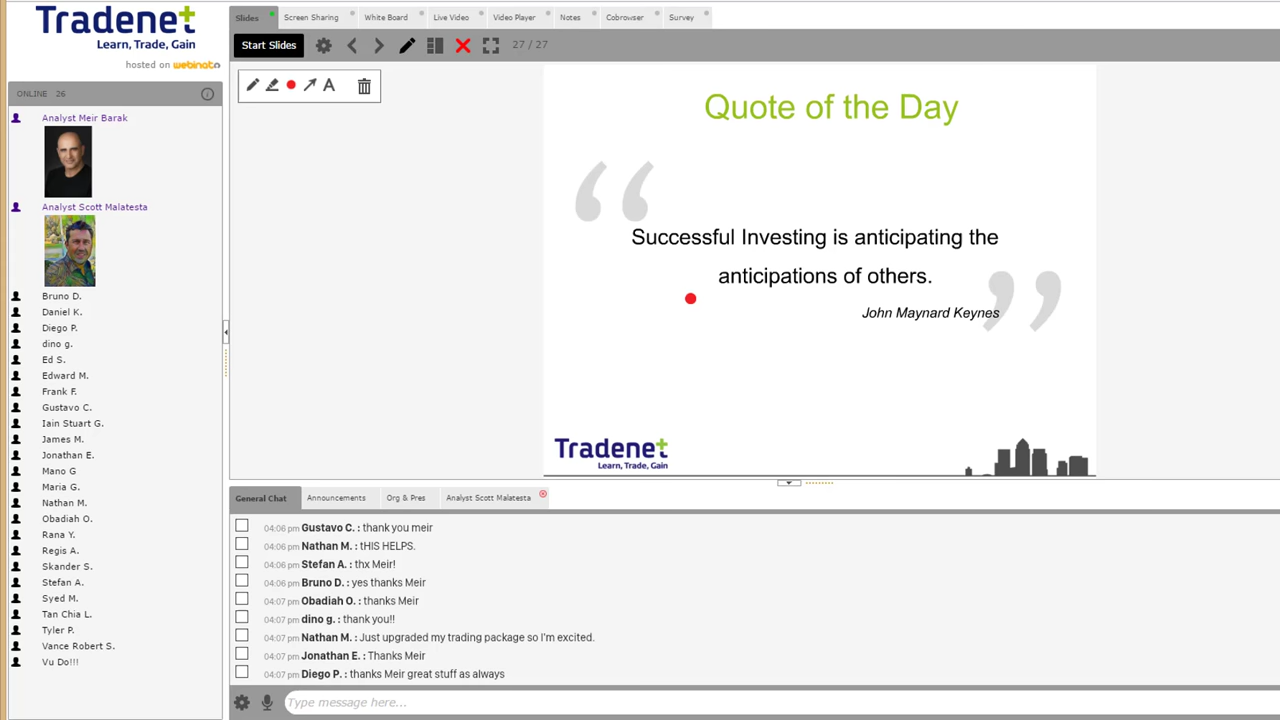 Tradenet
Learn, Trade, Gain
hosted on webinato
ONLINE 26
Analyst Meir Barak
Analyst Scott Malatesta
Bruno D.
Daniel K.
Diego P.
dino g.
Ed S.
Edward M.
Frank F.
Gustavo C.
Iain Stuart G.
James M.
Jonathan E.
Mano G
Maria G.
Nathan M.
Obadiah O.
Rana Y.
Regis A.
Skander S.
Stefan A.
Syed M.
Tan Chia L.
Tyler P.
Vance Robert S.
Vu Do!!!
Slides Screen Sharing White Board Live Video Video Player Notes Cobrowser Survey
Start Slides 27 / 27
A
Quote of the Day
“
Successful Investing is anticipating the
anticipations of others.
”
John Maynard Keynes
Tradenet
Learn, Trade, Gain
General Chat Announcements Org & Pres Analyst Scott Malatesta
04:06 pm Gustavo C. : thank you meir
04:06 pm Nathan M. : tHIS HELPS.
04:06 pm Stefan A. : thx Meir!
04:06 pm Bruno D. : yes thanks Meir
04:07 pm Obadiah O. : thanks Meir
04:07 pm dino g. : thank you!!
04:07 pm Nathan M. : Just upgraded my trading package so I'm excited.
04:07 pm Jonathan E. : Thanks Meir
04:07 pm Diego P. : thanks Meir great stuff as always
Type message here...